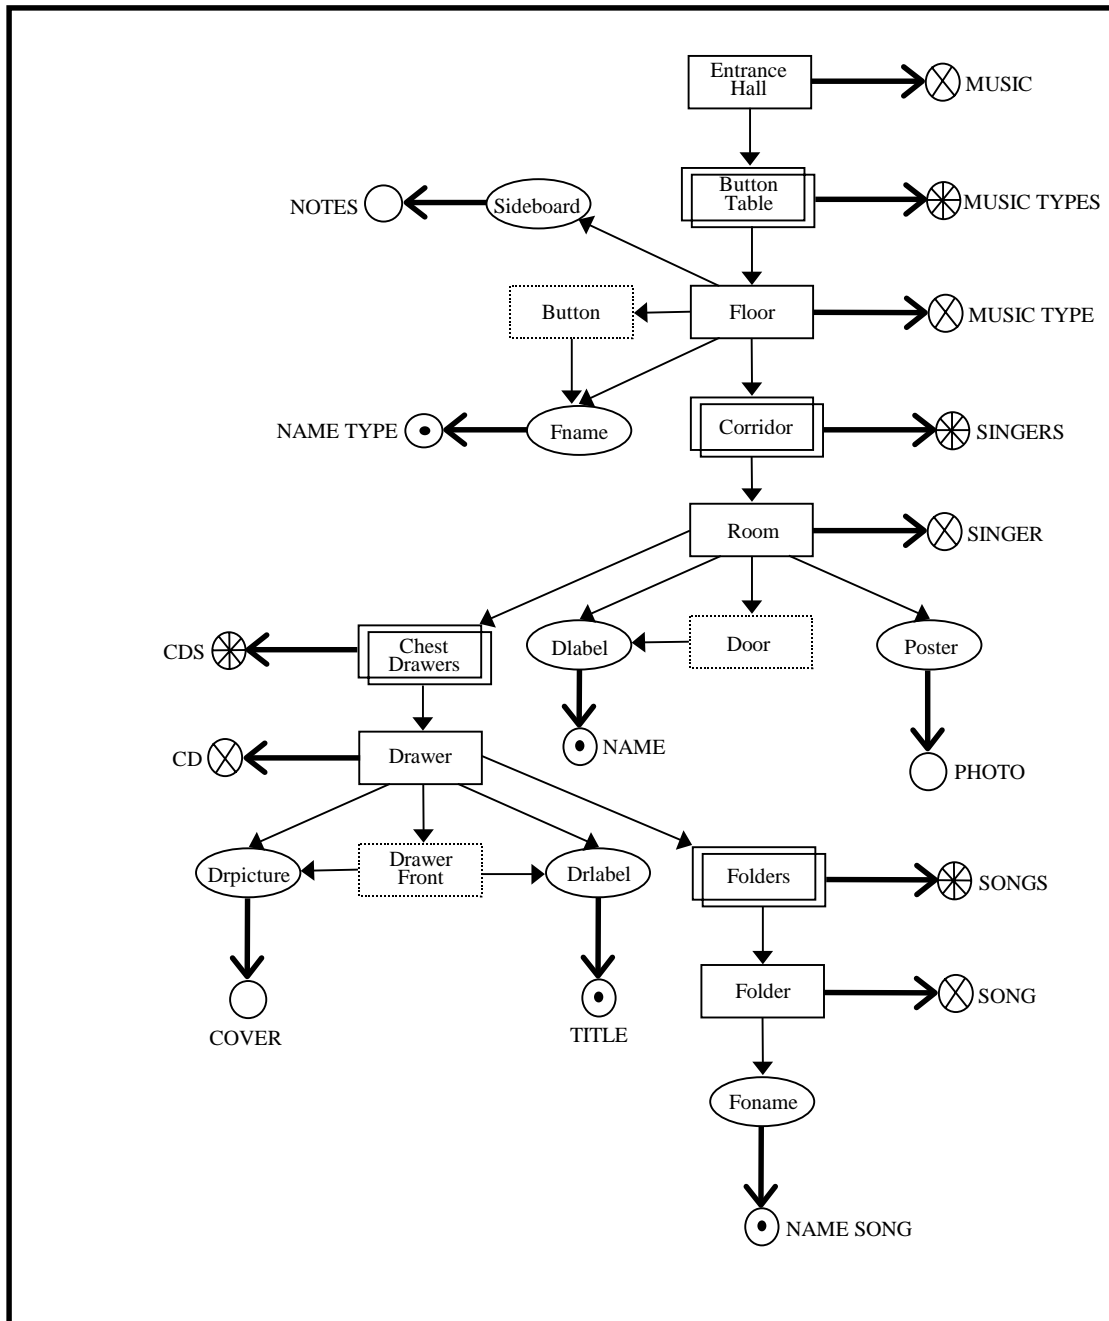 Entrance
Hall
MUSIC
Button
Table
MUSIC TYPES
NOTES
Sideboard
Button
Floor
MUSIC TYPE
NAME TYPE
Fname
Corridor
SINGERS
Room
SINGER
CDS
Chest
Drawers
Dlabel
Door
Poster
CD
Drawer
NAME
PHOTO
Drpicture
Drawer
Front
Drlabel
Folders
SONGS
COVER
TITLE
Folder
SONG
Foname
NAME SONG